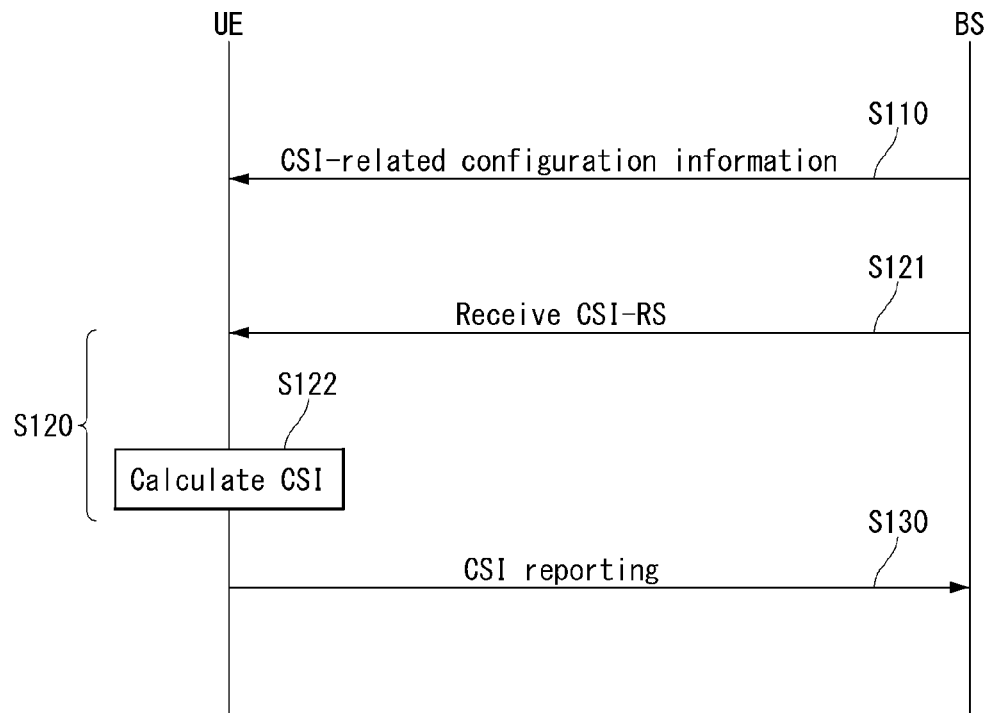 UE
BS
S110
CSI-related configuration information
S121
Receive CSI-RS
S122
S120
Calculate CSI
S130
CSI reporting